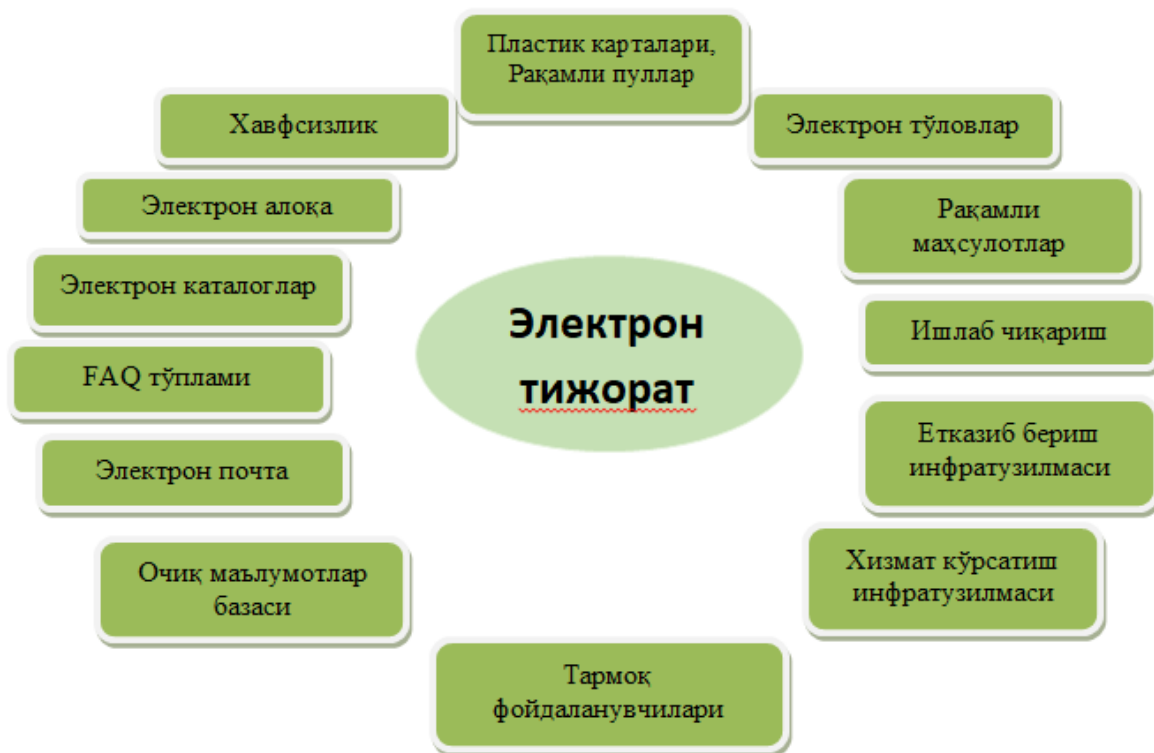 Пластик карталари,
Рақамли пуллар
Хавфсизлик
Электрон тўловлар
Электрон алоқа
Рақамли
маҳсулотлар
Электрон каталоглар
Электрон
тижорат
Ишлаб чиқариш
FAQ тўплами
Етказиб бериш
инфратузилмаси
Электрон почта
Хизмат кўрсатиш
инфратузилмаси
Очиқ маълумотлар
базаси
Тармоқ
фойдаланувчилари